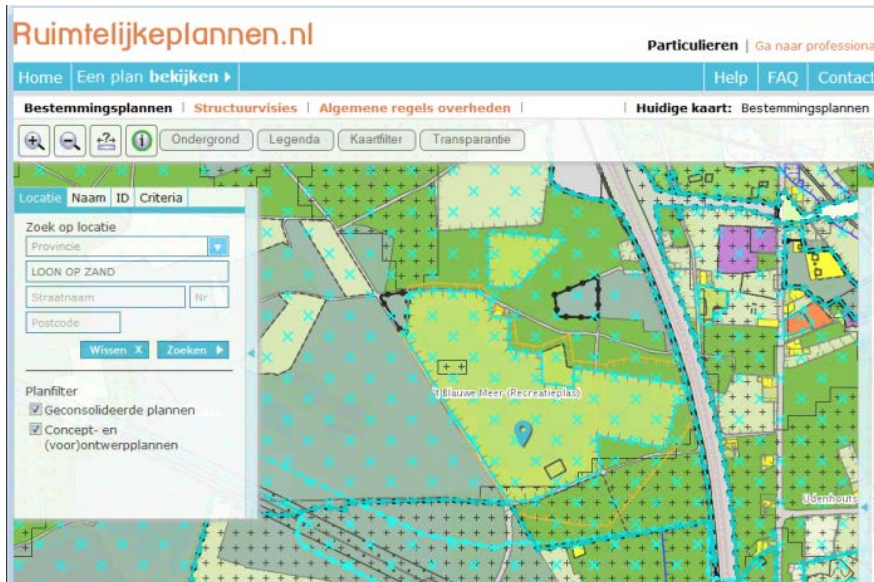 Ruimtelijkeplannen.nl
Particulieren | Ga naar professiona
Home Een plan bekijken Help FAQ Contact
Bestemmingsplannen | Structuurvisies | Algemene regels overheden | | Huidige kaart: Bestemmingsplannen
Ondergrond Legenda Kaartfilter Transparantie
Locatie Naam ID Criteria
Zoek op locatie
Provincie
LOON OP ZAND
Straatnaam Nr
Postcode
Wissen X Zoeken
Planfilter
Geconsolideerde plannen
Concept- en
(voor)ontwerpplannen
't Blauwe Meer (Recreatieplas)
Udenhouts